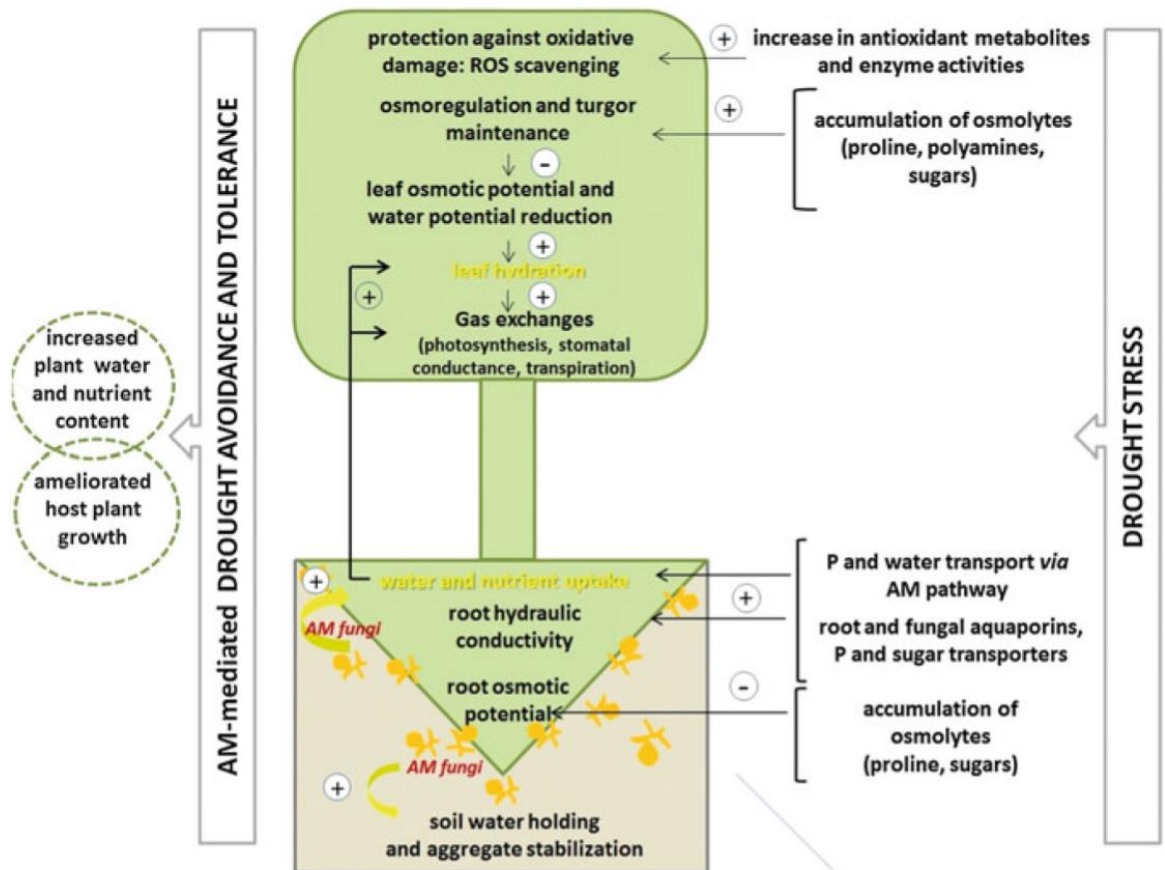 protection against oxidative
damage: ROS scavenging
+
increase in antioxidant metabolites
and enzyme activities
osmoregulation and turgor
maintenance
+
accumulation of osmolytes
(proline, polyamines,
sugars)
-
leaf osmotic potential and
water potential reduction
+
leaf hydration
+
+
Gas exchanges
(photosynthesis, stomatal
conductance, transpiration)
increased
plant water
and nutrient
content
ameliorated
host plant
growth
AM-mediated DROUGHT AVOIDANCE AND TOLERANCE
DROUGHT STRESS
+
water and nutrient uptake
AM fungi
root hydraulic
conductivity
+
P and water transport via
AM pathway
root and fungal aquaporins,
P and sugar transporters
root osmotic
potential
-
accumulation of
osmolytes
(proline, sugars)
AM fungi
+
soil water holding
and aggregate stabilization